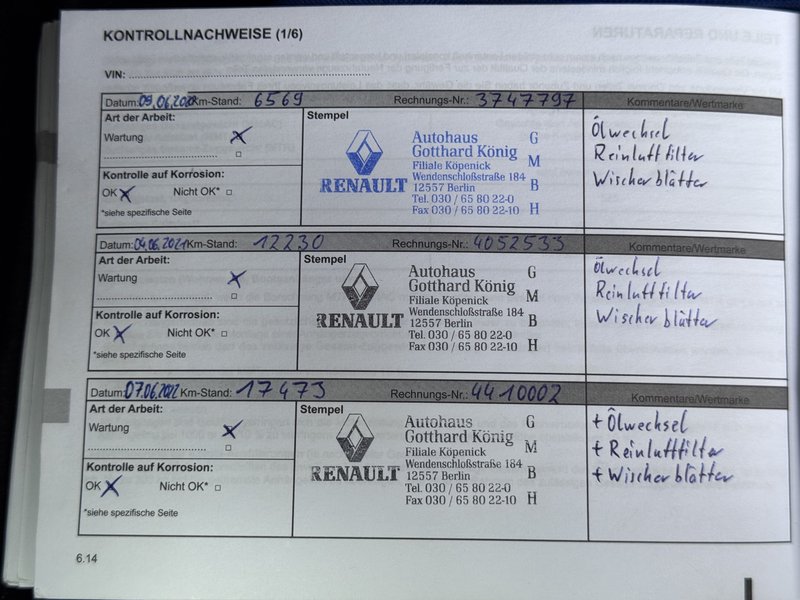 KONTROLLNACHWEISE (1/6)
VIN:
Datum: 09.06.2020 Km-Stand: 6569 Rechnungs-Nr.: 3747797 Kommentare/Wertmarke
Art der Arbeit:
Wartung
Kontrolle auf Korrosion:
OK Nicht OK*
*siehe spezifische Seite
Stempel
RENAULT
Autohaus
Gotthard König
Filiale Köpenick
Wendenschloßstraße 184
12557 Berlin
Tel. 030 / 65 80 22-0
Fax 030 / 65 80 22-10
G
M
B
H
Ölwechsel
Reinluftfilter
Wischerblätter
Datum: 04.06.2021 Km-Stand: 12230 Rechnungs-Nr.: 4052533 Kommentare/Wertmarke
Art der Arbeit:
Wartung
Kontrolle auf Korrosion:
OK Nicht OK*
*siehe spezifische Seite
Stempel
RENAULT
Autohaus
Gotthard König
Filiale Köpenick
Wendenschloßstraße 184
12557 Berlin
Tel. 030 / 65 80 22-0
Fax 030 / 65 80 22-10
G
M
B
H
Ölwechsel
Reinluftfilter
Wischerblätter
Datum: 07.06.2022 Km-Stand: 17473 Rechnungs-Nr.: 4410002 Kommentare/Wertmarke
Art der Arbeit:
Wartung
Kontrolle auf Korrosion:
OK Nicht OK*
*siehe spezifische Seite
Stempel
RENAULT
Autohaus
Gotthard König
Filiale Köpenick
Wendenschloßstraße 184
12557 Berlin
Tel. 030 / 65 80 22-0
Fax 030 / 65 80 22-10
G
M
B
H
+ Ölwechsel
+ Reinluftfilter
+ Wischerblätter
6.14